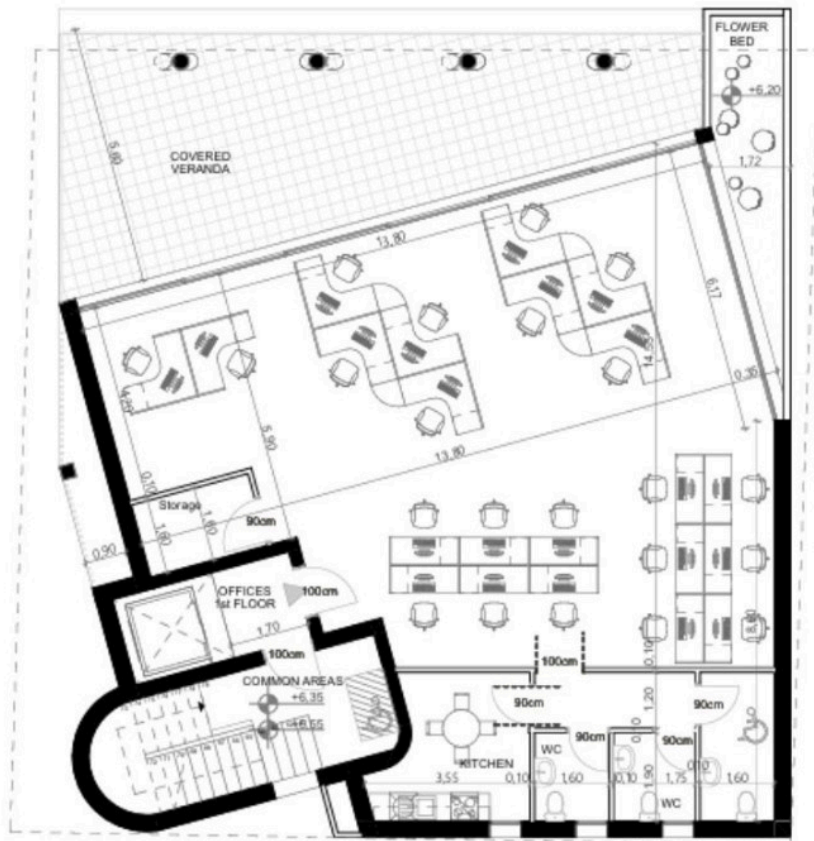 FLOWER
BED
+6,20
1,72
5,80
COVERED
VERANDA
13,80
6,17
14,55
0,35
4,20
5,90
13,80
0,10
Storage
1,80
1,60
90cm
0,90
OFFICES
1st FLOOR
100cm
1,70
100cm
COMMON AREAS
+6,35
+6,55
100cm
0,10
90cm
1,20
90cm
0,10
90cm
90cm
WC
KITCHEN
3,55
0,10
1,60
0,10
1,90
1,75
0,10
1,60
WC